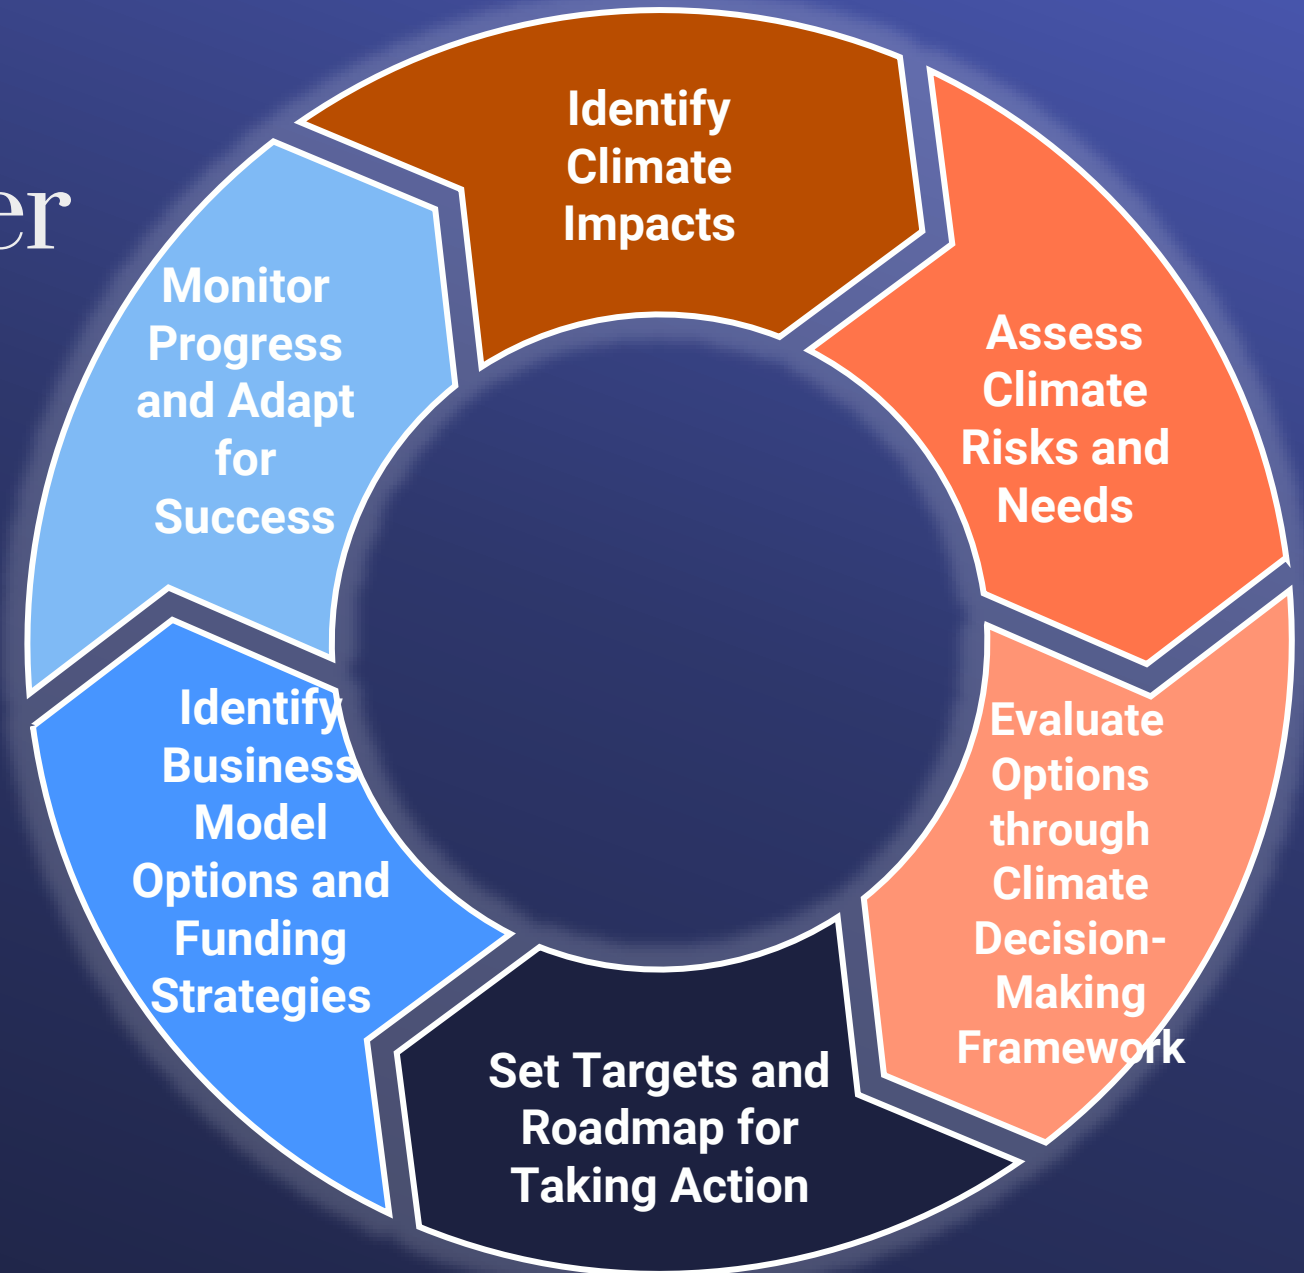 er
Identify
Climate
Impacts
Assess
Climate
Risks and
Needs
Evaluate
Options
through
Climate
Decision-
Making
Framework
Set Targets and
Roadmap for
Taking Action
Identify
Business
Model
Options and
Funding
Strategies
Monitor
Progress
and Adapt
for
Success